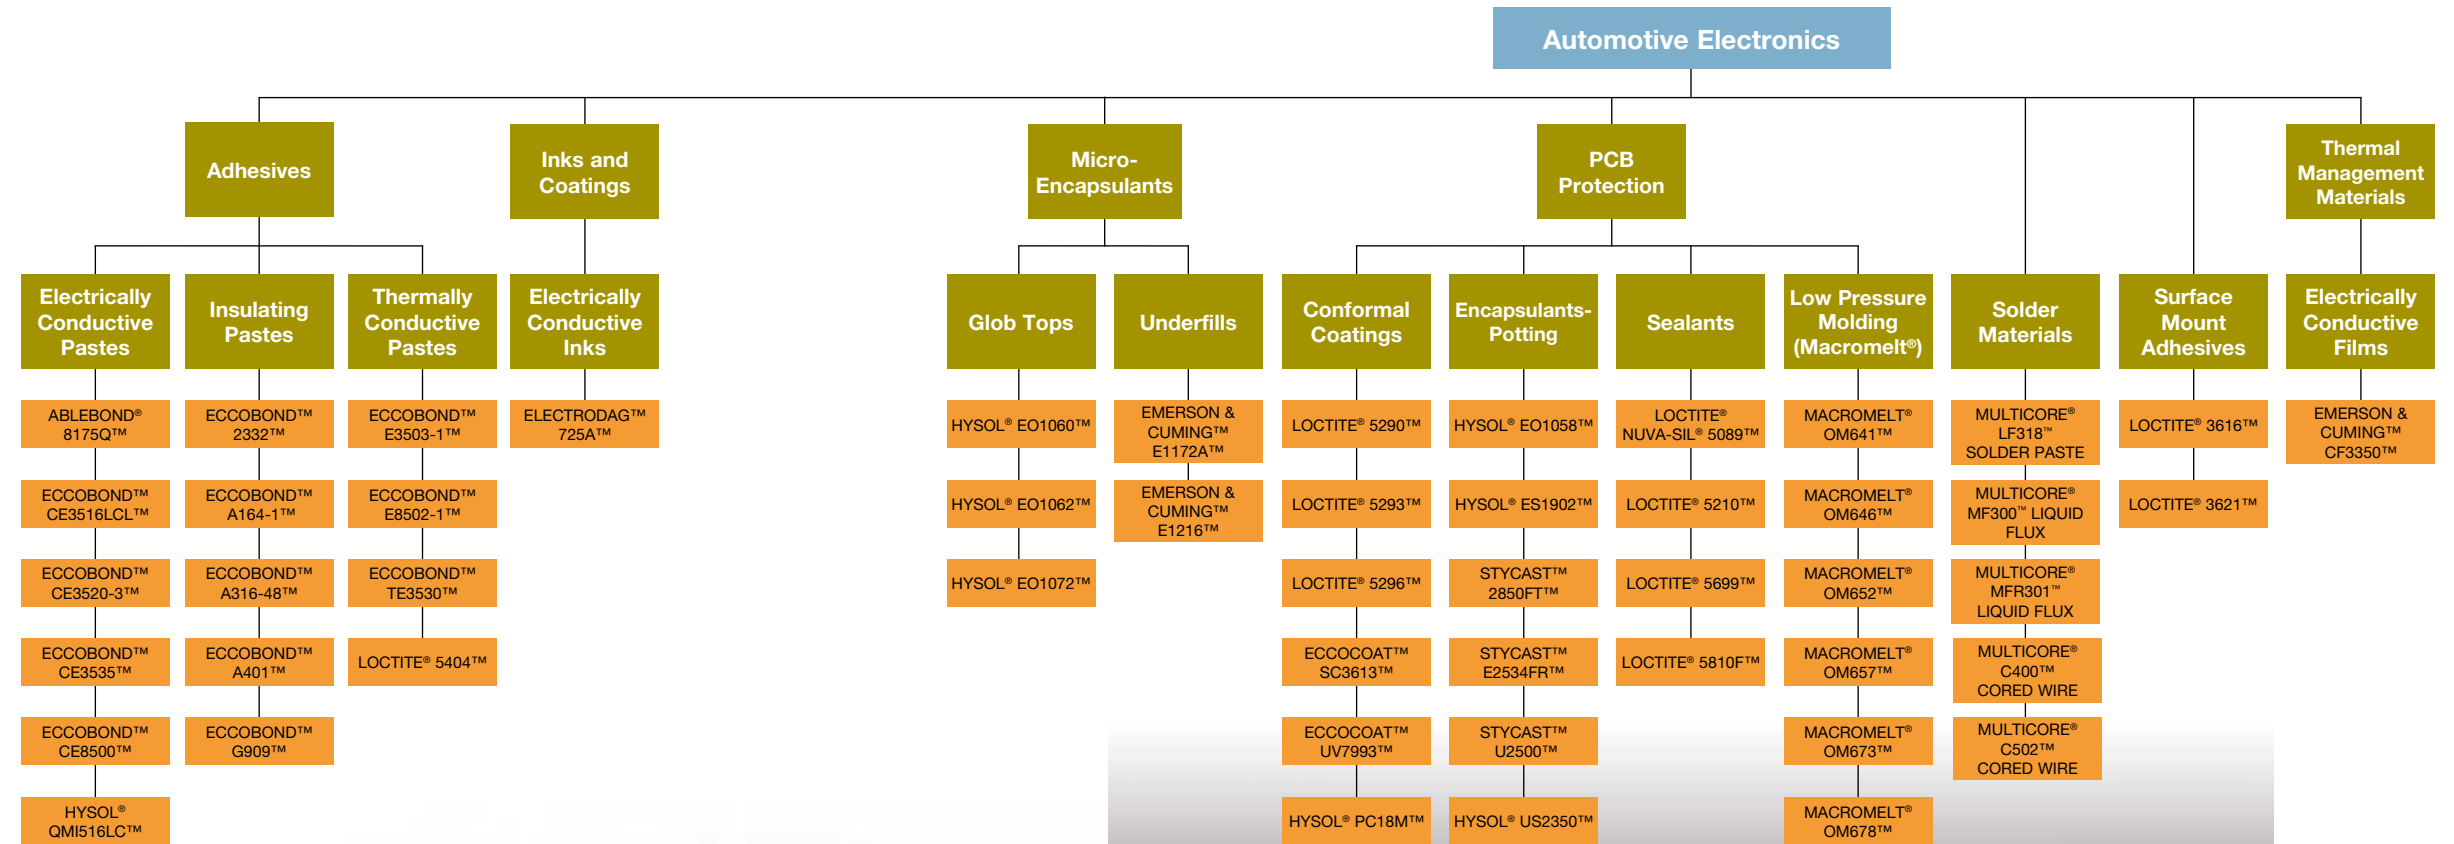 Automotive Electronics
Adhesives
Inks and
Coatings
Micro-
Encapsulants
PCB
Protection
Thermal
Management
Materials
Electrically
Conductive
Pastes
Insulating
Pastes
Thermally
Conductive
Pastes
Electrically
Conductive
Inks
Glob Tops
Underfills
Conformal
Coatings
Encapsulants-
Potting
Sealants
Low Pressure
Molding
(Macromelt®)
Solder
Materials
Surface
Mount
Adhesives
Electrically
Conductive
Films
ABLEBOND®
8175Q™
ECCOBOND™
CE3516LCL™
ECCOBOND™
CE3520-3™
ECCOBOND™
CE3535™
ECCOBOND™
CE8500™
HYSOL®
QMI516LC™
ECCOBOND™
2332™
ECCOBOND™
A164-1™
ECCOBOND™
A316-48™
ECCOBOND™
A401™
ECCOBOND™
G909™
ECCOBOND™
E3503-1™
ECCOBOND™
E8502-1™
ECCOBOND™
TE3530™
LOCTITE® 5404™
ELECTRODAG™
725A™
HYSOL® EO1060™
HYSOL® EO1062™
HYSOL® EO1072™
EMERSON &
CUMING™
E1172A™
EMERSON &
CUMING™
E1216™
LOCTITE® 5290™
LOCTITE® 5293™
LOCTITE® 5296™
ECCOCOAT™
SC3613™
ECCOCOAT™
UV7993™
HYSOL® PC18M™
HYSOL® EO1058™
HYSOL® ES1902™
STYCAST™
2850FT™
STYCAST™
E2534FR™
STYCAST™
U2500™
HYSOL® US2350™
LOCTITE®
NUVA-SIL® 5089™
LOCTITE® 5210™
LOCTITE® 5699™
LOCTITE® 5810F™
MACROMELT®
OM641™
MACROMELT®
OM646™
MACROMELT®
OM652™
MACROMELT®
OM657™
MACROMELT®
OM673™
MACROMELT®
OM678™
MULTICORE®
LF318™
SOLDER PASTE
MULTICORE®
MF300™ LIQUID
FLUX
MULTICORE®
MFR301™
LIQUID FLUX
MULTICORE®
C400™
CORED WIRE
MULTICORE®
C502™
CORED WIRE
LOCTITE® 3616™
LOCTITE® 3621™
EMERSON &
CUMING™
CF3350™